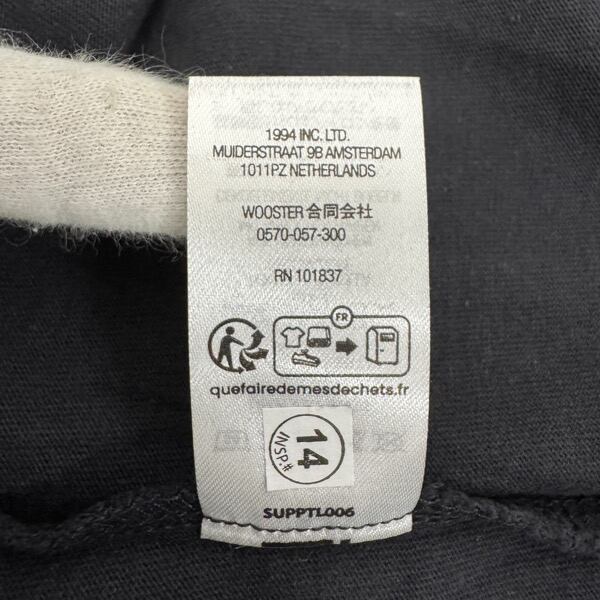 1994 INC. LTD.
MUIDERSTRAAT 9B AMSTERDAM
1011PZ NETHERLANDS
WOOSTER 合同会社
0570-057-300
RN 101837
FR
quefairedemesdechets.fr
14
INSP.#
SUPPTL006